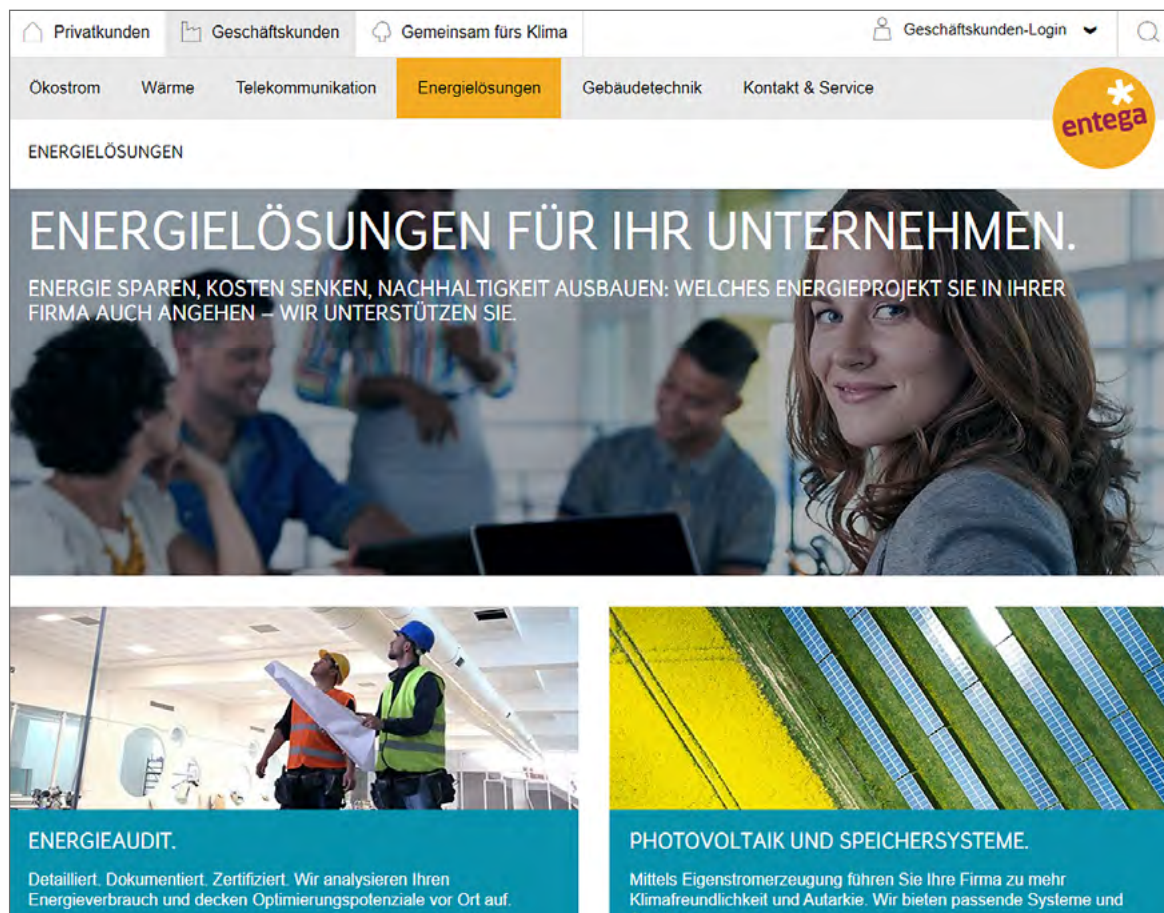 Privatkunden
Geschäftskunden
Gemeinsam fürs Klima
Geschäftskunden-Login
Ökostrom
Wärme
Telekommunikation
Energielösungen
Gebäudetechnik
Kontakt & Service
entega
ENERGIELÖSUNGEN
ENERGIELÖSUNGEN FÜR IHR UNTERNEHMEN.
ENERGIE SPAREN, KOSTEN SENKEN, NACHHALTIGKEIT AUSBAUEN: WELCHES ENERGIEPROJEKT SIE IN IHRER
FIRMA AUCH ANGEHEN – WIR UNTERSTÜTZEN SIE.
ENERGIEAUDIT.
Detailliert. Dokumentiert. Zertifiziert. Wir analysieren Ihren
Energieverbrauch und decken Optimierungspotenziale vor Ort auf.
PHOTOVOLTAIK UND SPEICHERSYSTEME.
Mittels Eigenstromerzeugung führen Sie Ihre Firma zu mehr
Klimafreundlichkeit und Autarkie. Wir bieten passende Systeme und